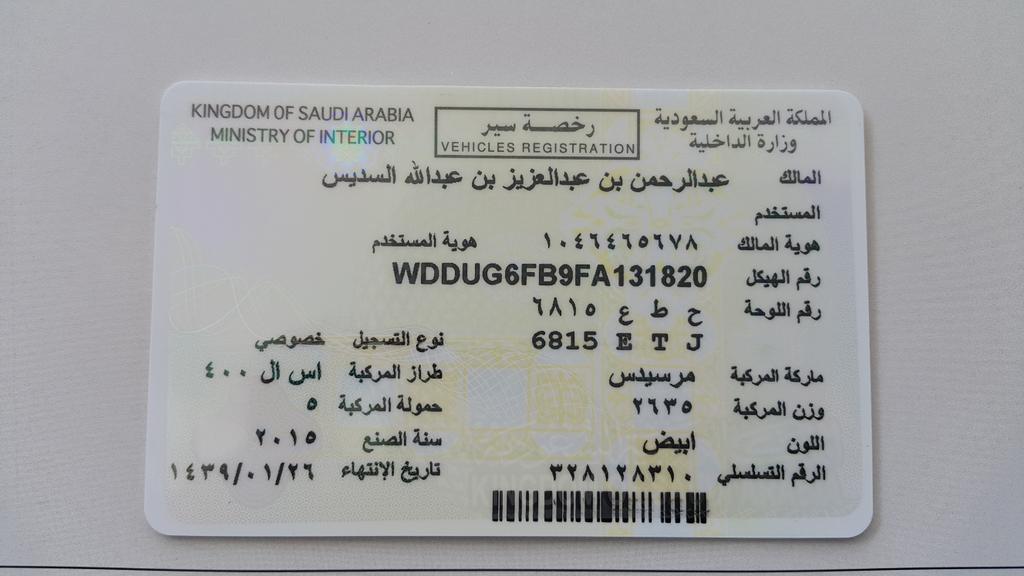 KINGDOM OF SAUDI ARABIA
MINISTRY OF INTERIOR
رخصة سير
VEHICLES REGISTRATION
المملكة العربية السعودية
وزارة الداخلية
المالك عبدالرحمن بن عبدالعزيز بن عبدالله السديس
المستخدم
هوية المالك ١٠٤٦٤٦٥٦٧٨ هوية المستخدم
رقم الهيكل WDDUG6FB9FA131820
رقم اللوحة ح ط ع ٦٨١٥
6815 E T J نوع التسجيل خصوصي
ماركة المركبة مرسيدس طراز المركبة اس ال ٤٠٠
وزن المركبة ٢٦٣٥ حمولة المركبة ٥
اللون ابيض سنة الصنع ٢٠١٥
الرقم التسلسلي ٣٢٨١٢٨٣١٠ تاريخ الإنتهاء ١٤٣٩/٠١/٢٦